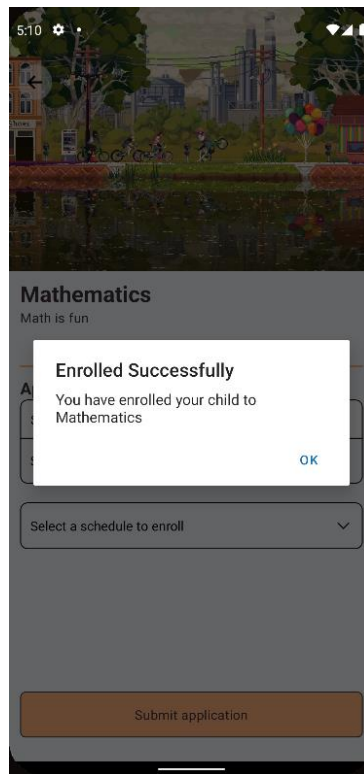 5:10
Mathematics
Math is fun
Enrolled Successfully
You have enrolled your child to
Mathematics
OK
Select a schedule to enroll
Submit application